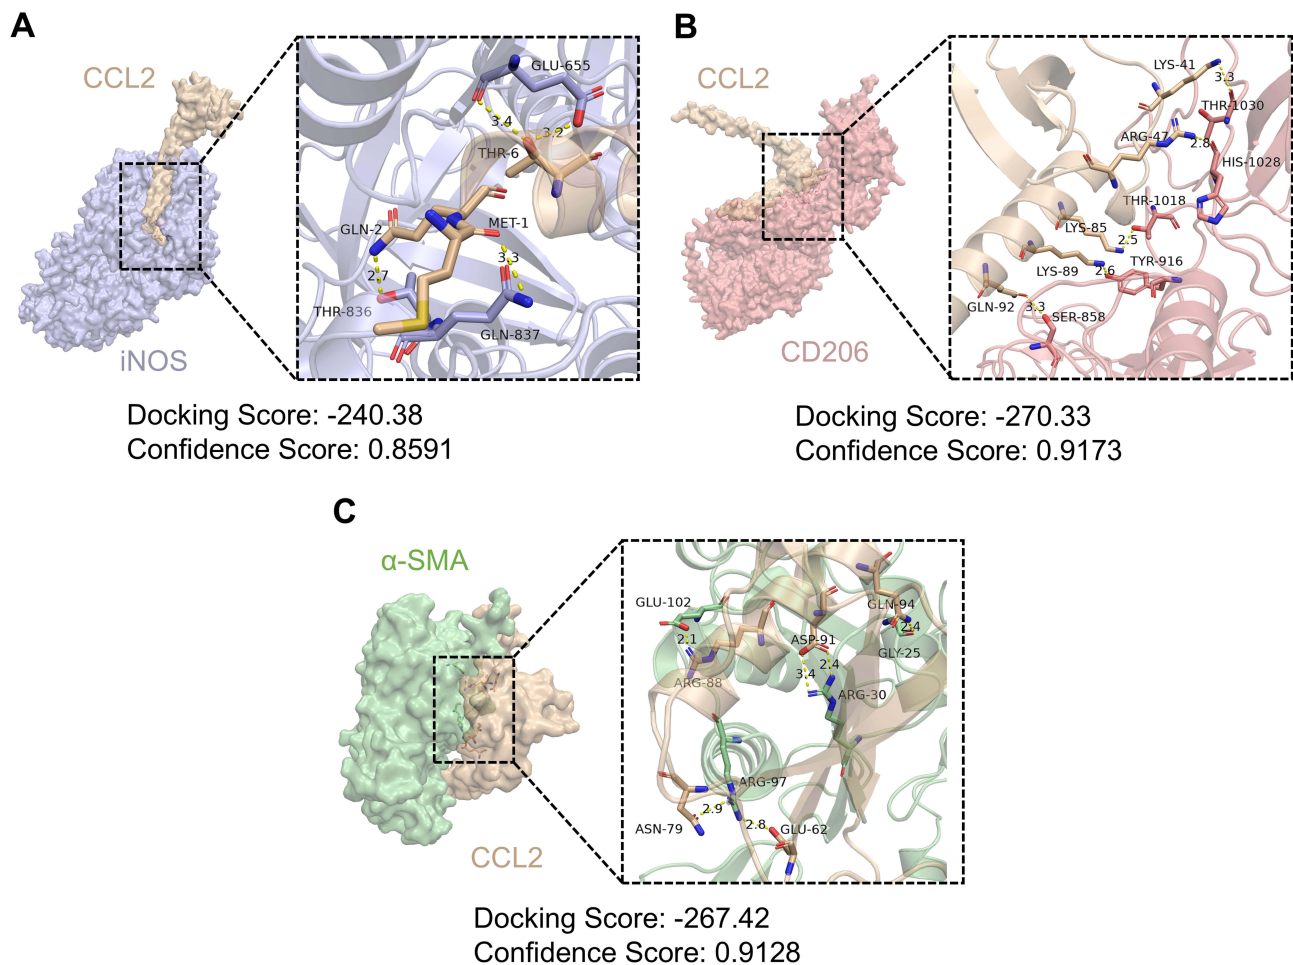 A
CCL2
iNOS
GLU-655
3.4
3.2
THR-6
GLN-2
MET-1
3.3
2.7
THR-836
GLN-837
Docking Score: -240.38
Confidence Score: 0.8591
B
CCL2
CD206
LYS-41
3.3
THR-1030
ARG-47
2.8
HIS-1028
THR-1018
LYS-85
2.5
TYR-916
LYS-89
2.6
GLN-92
3.3
SER-858
Docking Score: -270.33
Confidence Score: 0.9173
C
α-SMA
CCL2
GLU-102
2.1
ARG-88
ASP-91
GLN-94
2.4
GLY-25
2.4
3.4
ARG-30
ARG-97
2.9
ASN-79
2.8
GLU-62
Docking Score: -267.42
Confidence Score: 0.9128